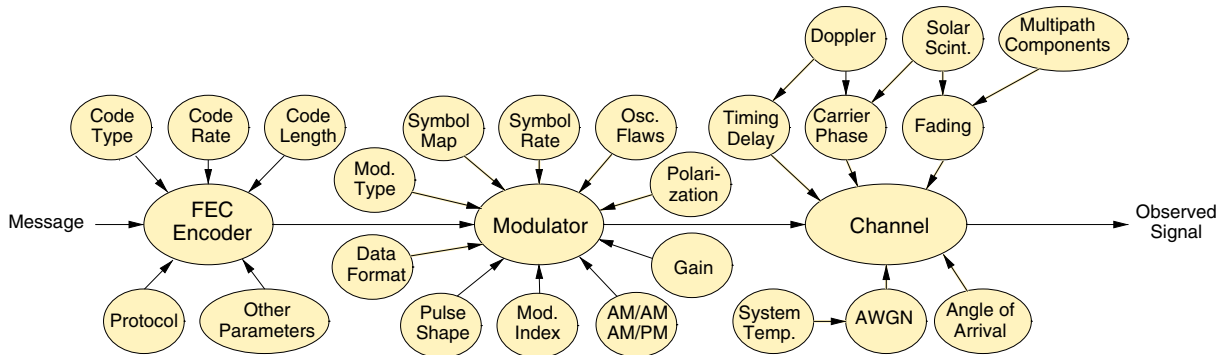 Doppler
Solar
Scint.
Multipath
Components
Code
Type
Code
Rate
Code
Length
Symbol
Map
Symbol
Rate
Osc.
Flaws
Timing
Delay
Carrier
Phase
Fading
Mod.
Type
Polari-
zation
Message
FEC
Encoder
Modulator
Channel
Observed
Signal
Data
Format
Gain
Protocol
Other
Parameters
Pulse
Shape
Mod.
Index
AM/AM
AM/PM
System
Temp.
AWGN
Angle of
Arrival